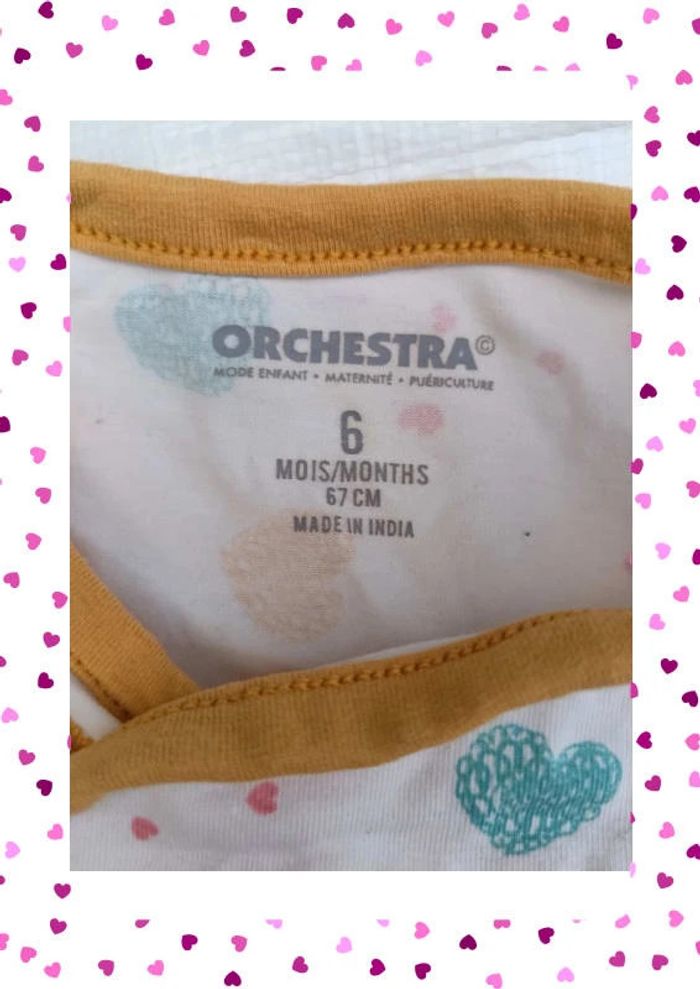 ORCHESTRA©
MODE ENFANT • MATERNITÉ • PUÉRICULTURE
6
MOIS/MONTHS
67 CM
MADE IN INDIA